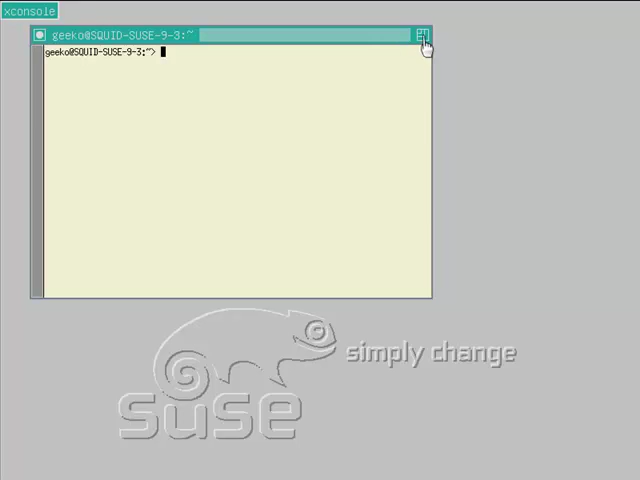 xconsole
geeko@SQUID-SUSE-9-3:~
geeko@SQUID-SUSE-9-3:~>
simply change
suse